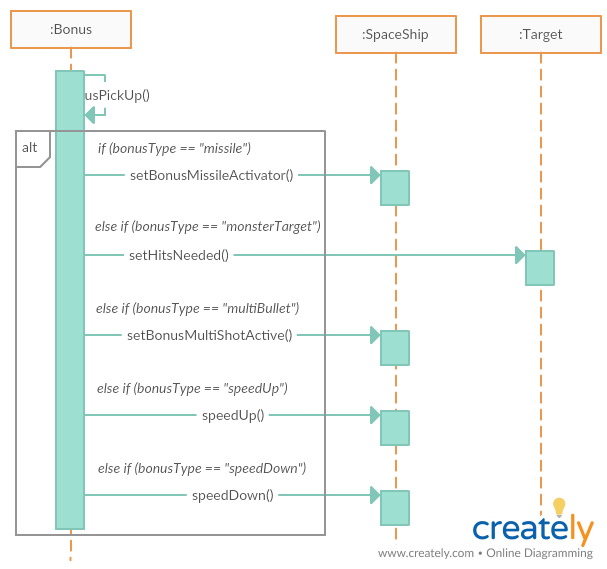 :Bonus
:SpaceShip
:Target
usPickUp()
alt
if (bonusType == "missile")
setBonusMissileActivator()
else if (bonusType == "monsterTarget")
setHitsNeeded()
else if (bonusType == "multiBullet")
setBonusMultiShotActive()
else if (bonusType == "speedUp")
speedUp()
else if (bonusType == "speedDown")
speedDown()
creately
www.creately.com • Online Diagramming